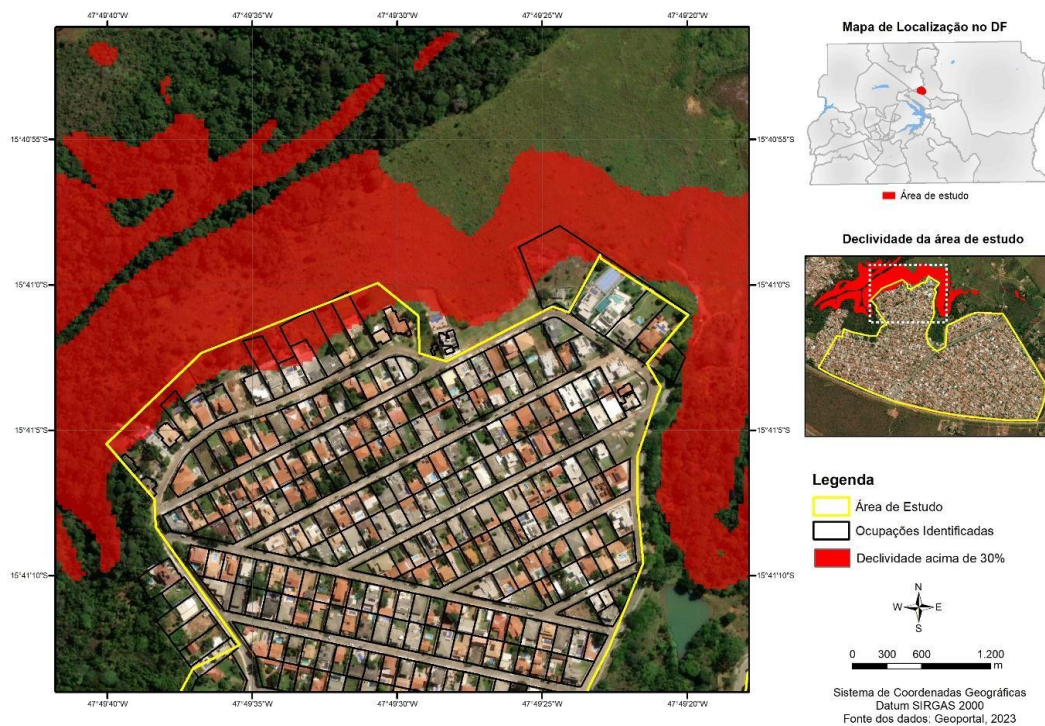 47°49'40"W
47°49'35"W
47°49'30"W
47°49'25"W
47°49'20"W
15°40'55"S
15°40'55"S
15°41'0"S
15°41'0"S
15°41'5"S
15°41'5"S
15°41'10"S
15°41'10"S
47°49'40"W
47°49'35"W
47°49'30"W
47°49'25"W
47°49'20"W
Mapa de Localização no DF
Área de estudo
Declividade da área de estudo
Legenda
Área de Estudo
Ocupações Identificadas
Declividade acima de 30%
N
W E
S
0 300 600 1.200
m
Sistema de Coordenadas Geográficas
Datum SIRGAS 2000
Fonte dos dados: Geoportal, 2023